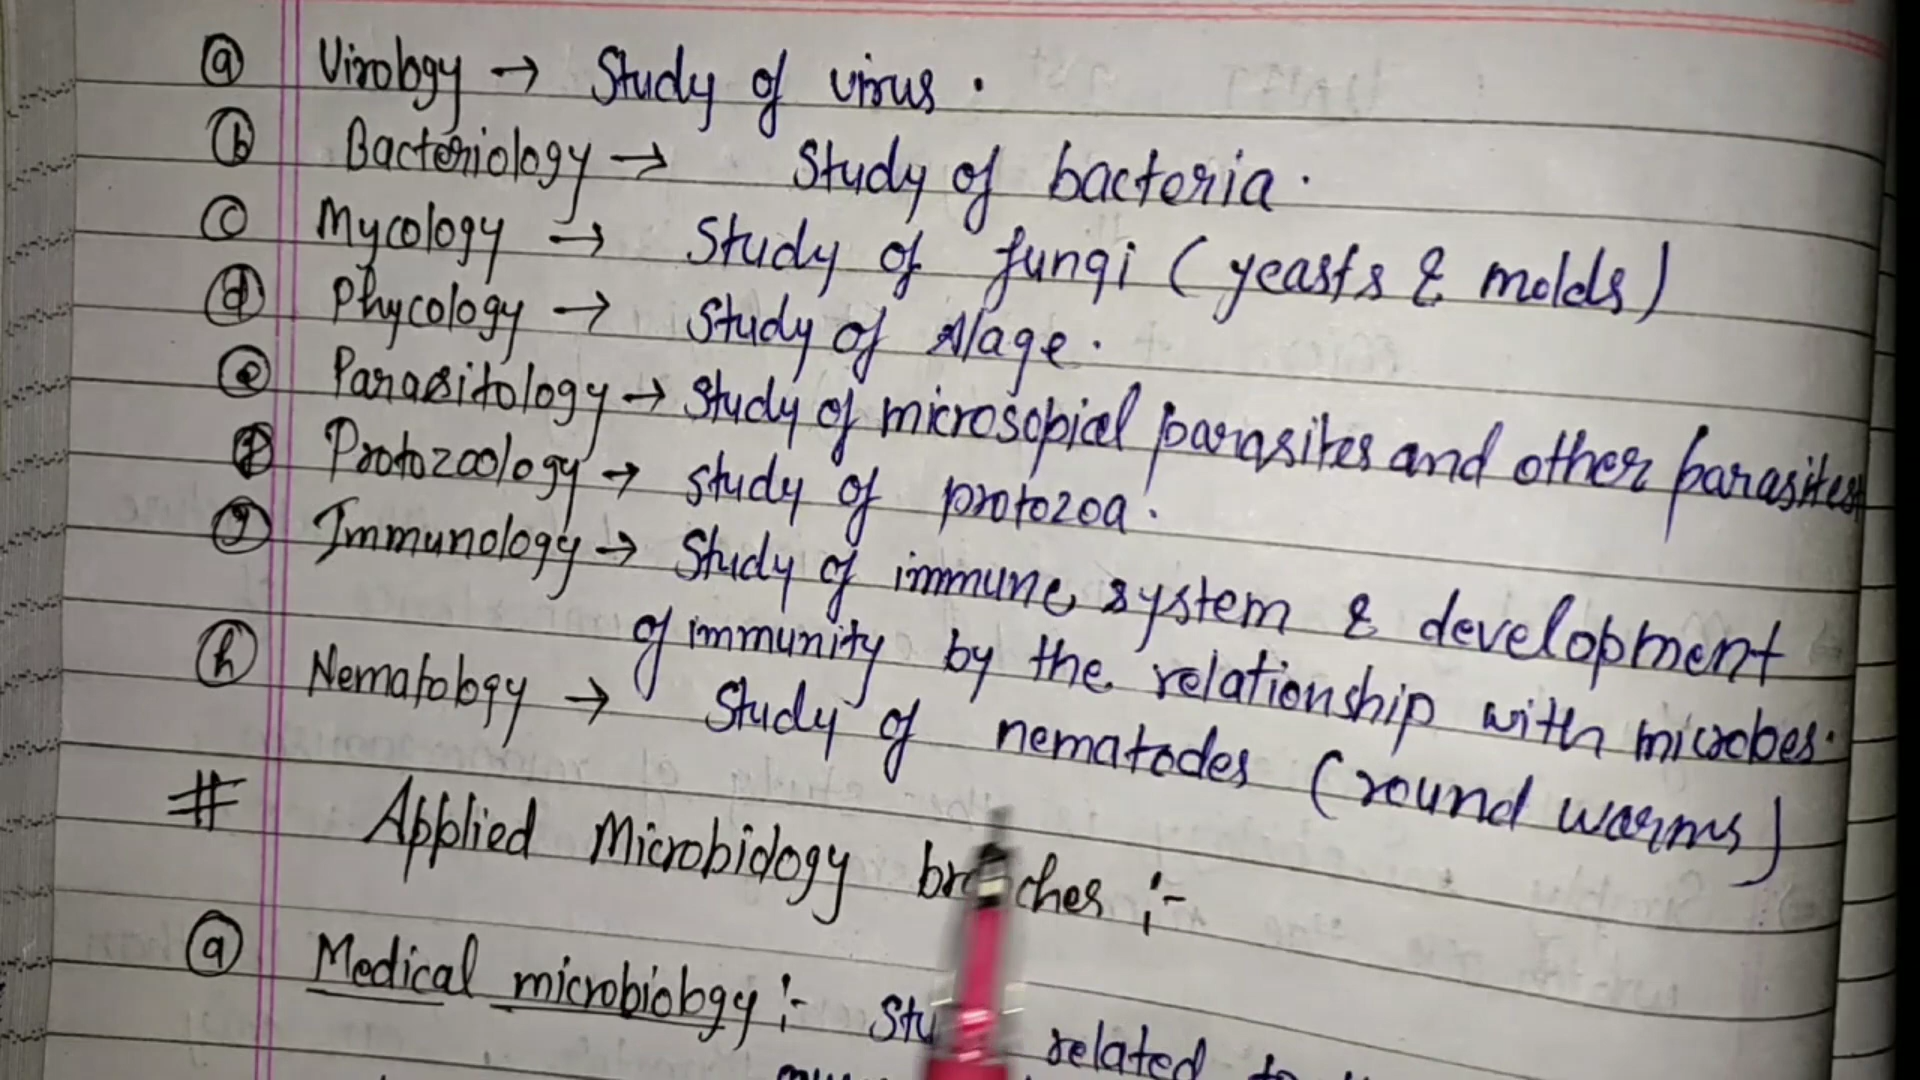 a Virology → Study of virus.
b Bacteriology → Study of bacteria.
c Mycology → Study of fungi (yeasts & molds)
d Phycology → Study of Alage.
e Parasitology → Study of microsopical parasites and other parasites
f Protozoology → study of protozoa.
g Immunology → Study of immune system & development
of immunity by the relationship with microbes.
h Nematology → Study of nematodes (round warms)
# Applied Microbiology branches :-
a Medical microbiology :- related to